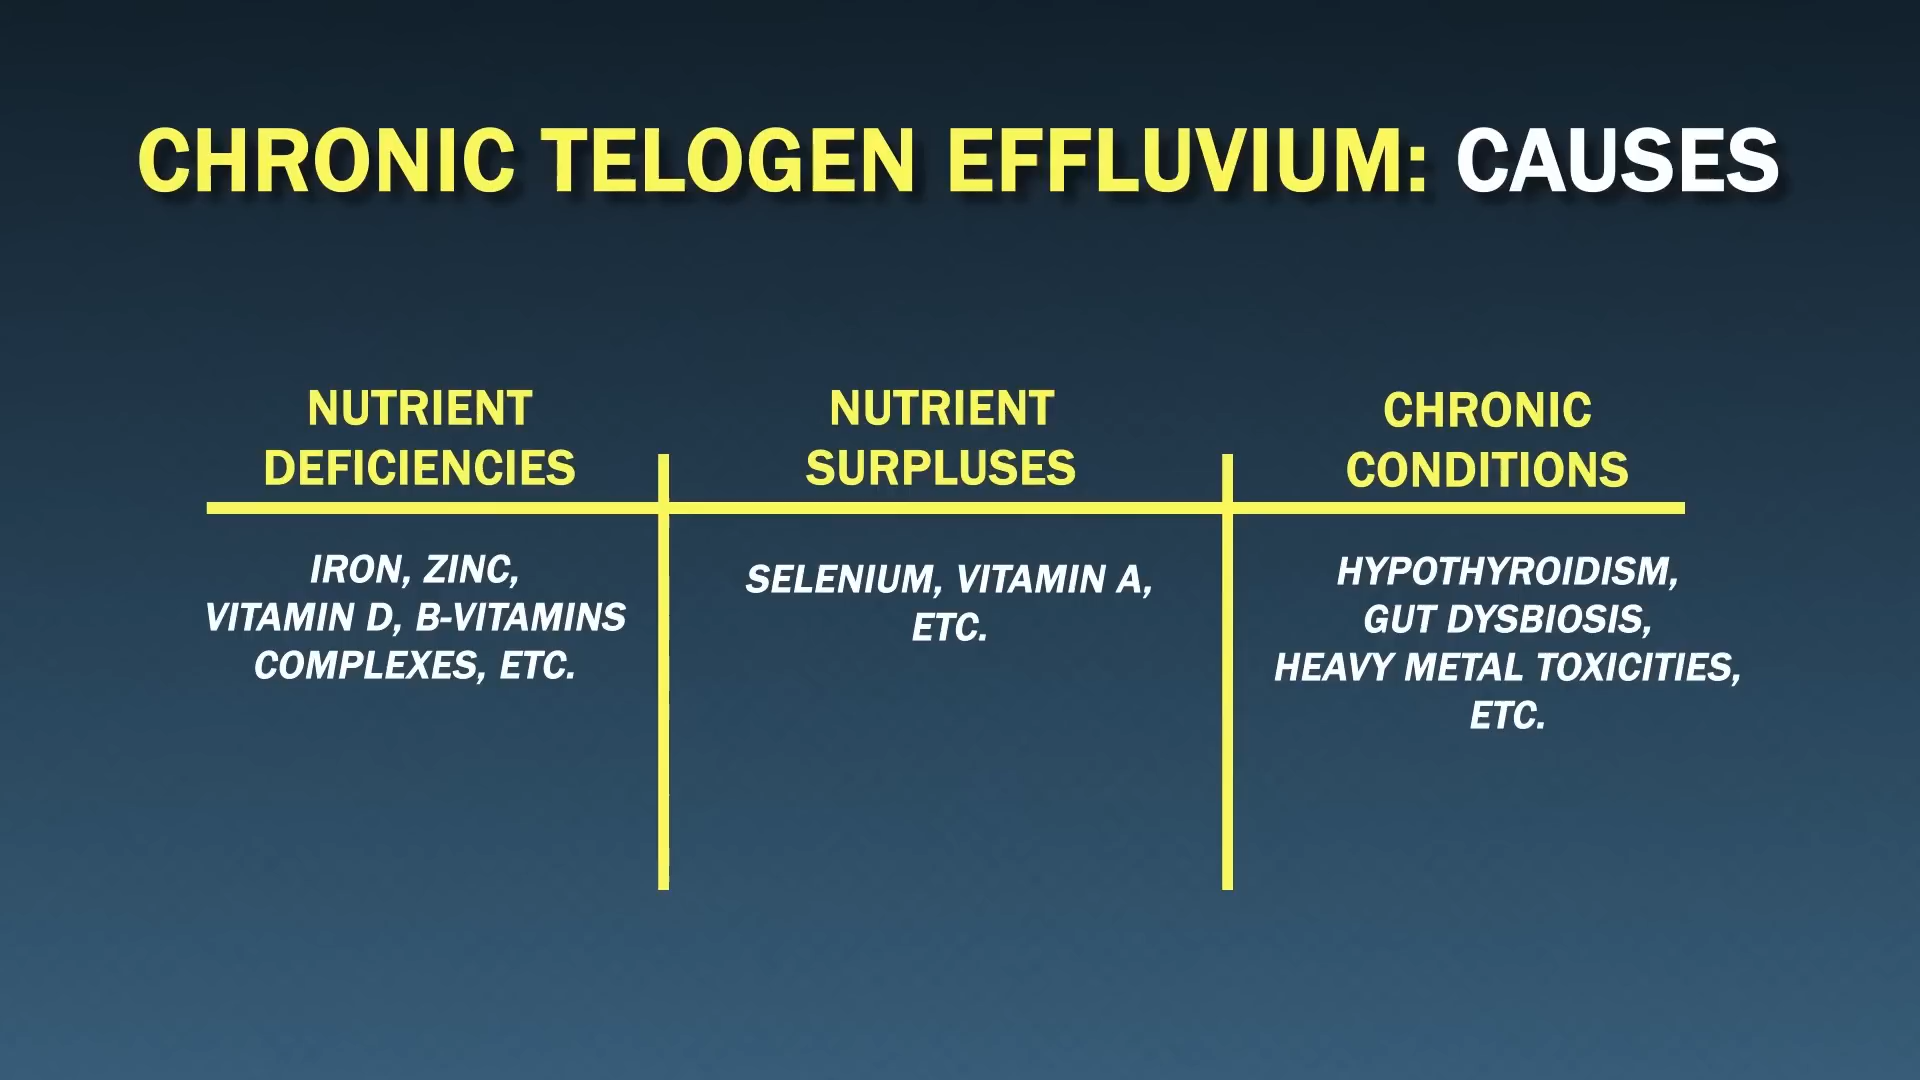 CHRONIC TELOGEN EFFLUVIUM: CAUSES
NUTRIENT
DEFICIENCIES
IRON, ZINC,
VITAMIN D, B-VITAMINS
COMPLEXES, ETC.
NUTRIENT
SURPLUSES
SELENIUM, VITAMIN A,
ETC.
CHRONIC
CONDITIONS
HYPOTHYROIDISM,
GUT DYSBIOSIS,
HEAVY METAL TOXICITIES,
ETC.